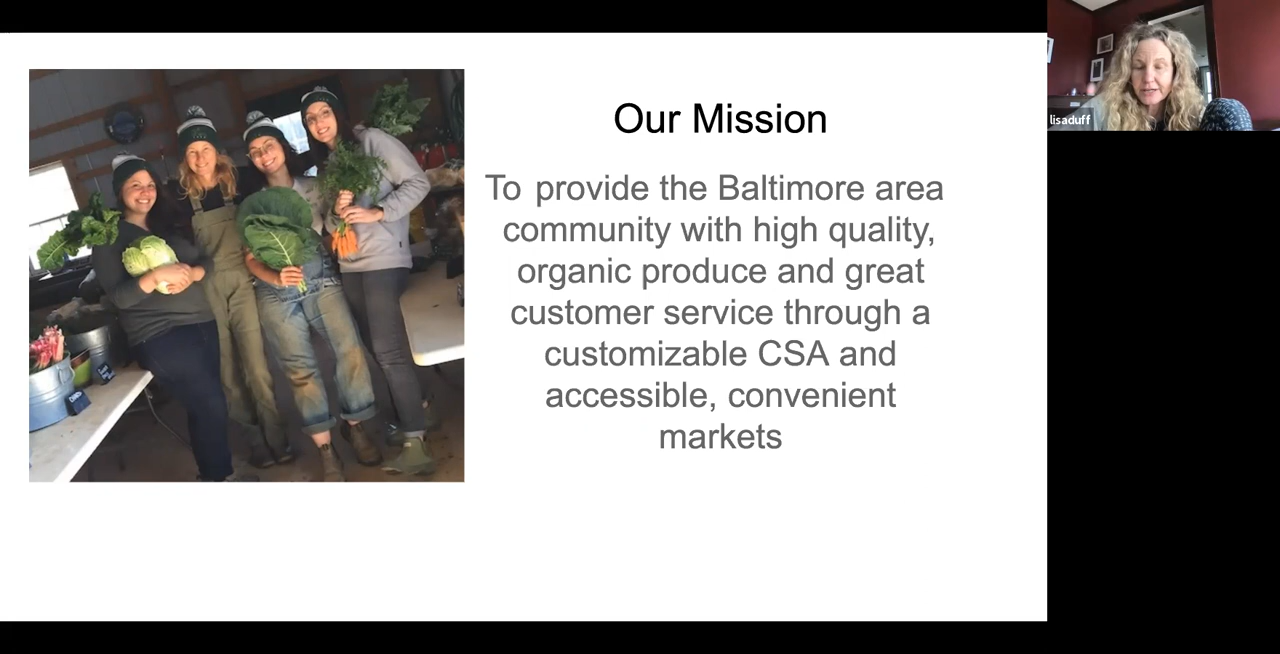 Our Mission
To provide the Baltimore area
community with high quality,
organic produce and great
customer service through a
customizable CSA and
accessible, convenient
markets
lisaduff